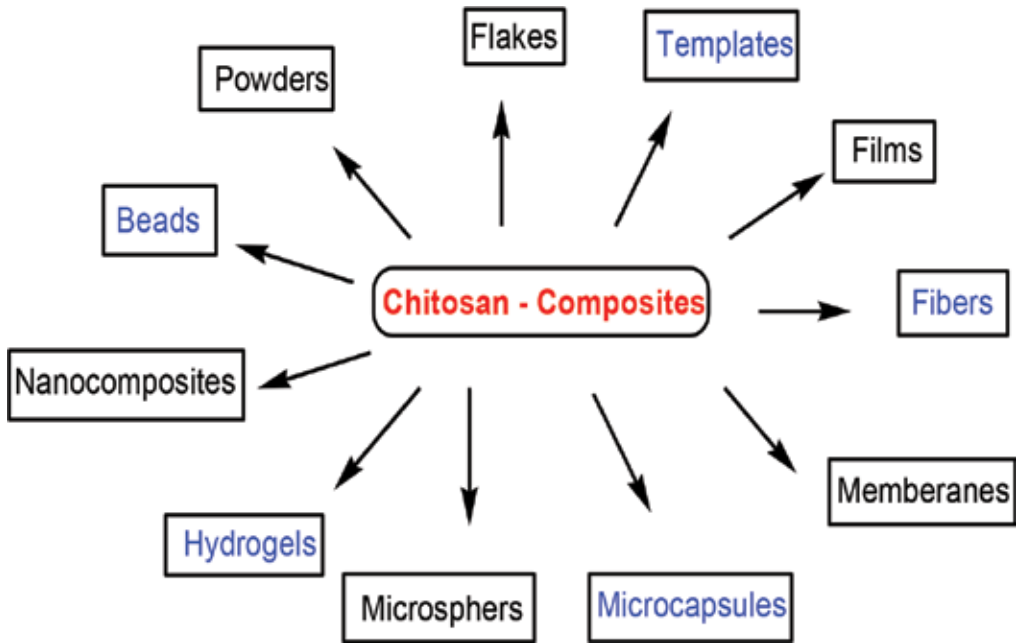 Flakes
Templates
Powders
Films
Beads
Chitosan - Composites
Fibers
Nanocomposites
Memberanes
Hydrogels
Microsphers
Microcapsules